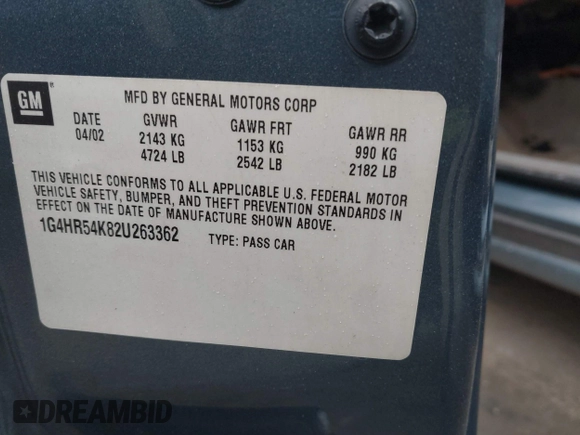 GM
MFD BY GENERAL MOTORS CORP
DATE GVWR GAWR FRT GAWR RR
04/02 2143 KG 1153 KG 990 KG
4724 LB 2542 LB 2182 LB
THIS VEHICLE CONFORMS TO ALL APPLICABLE U.S. FEDERAL MOTOR
VEHICLE SAFETY, BUMPER, AND THEFT PREVENTION STANDARDS IN
EFFECT ON THE DATE OF MANUFACTURE SHOWN ABOVE.
1G4HR54K82U263362 TYPE: PASS CAR
DREAMBID